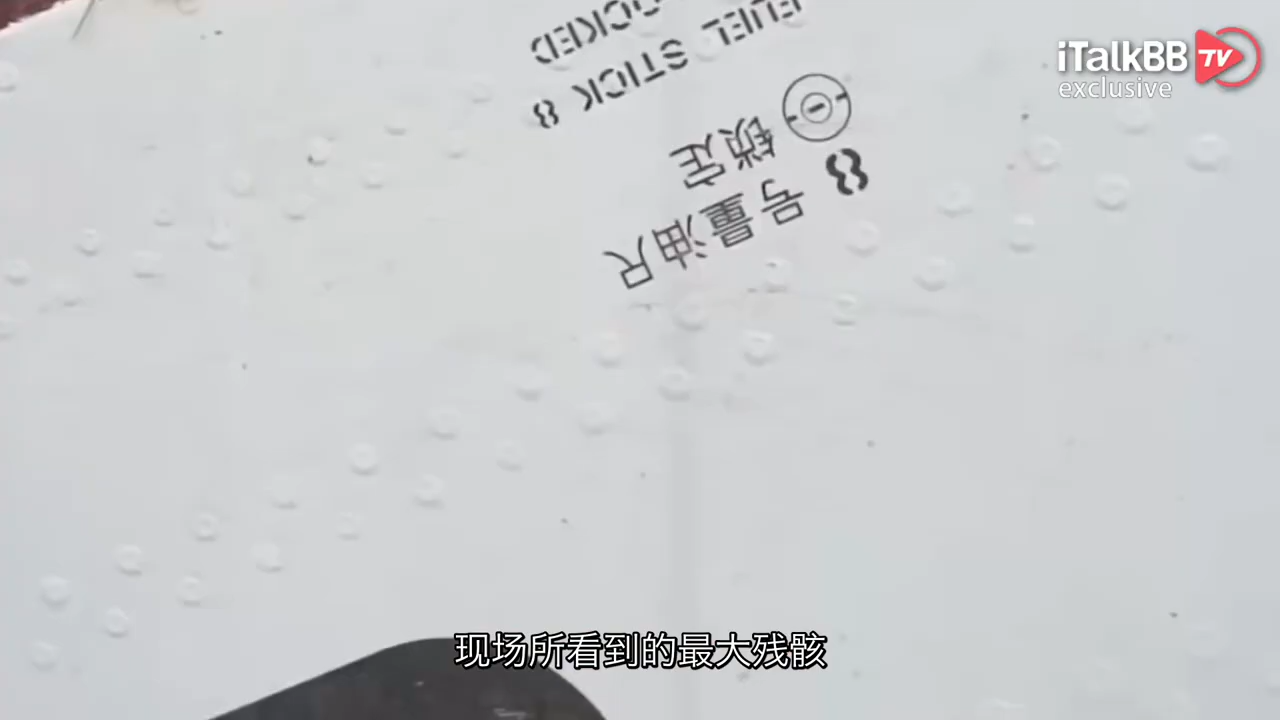 iTalkBB TV
exclusive
8 号量油尺
锁定
FUEL STICK 8
OCKED
现场所看到的最大残骸